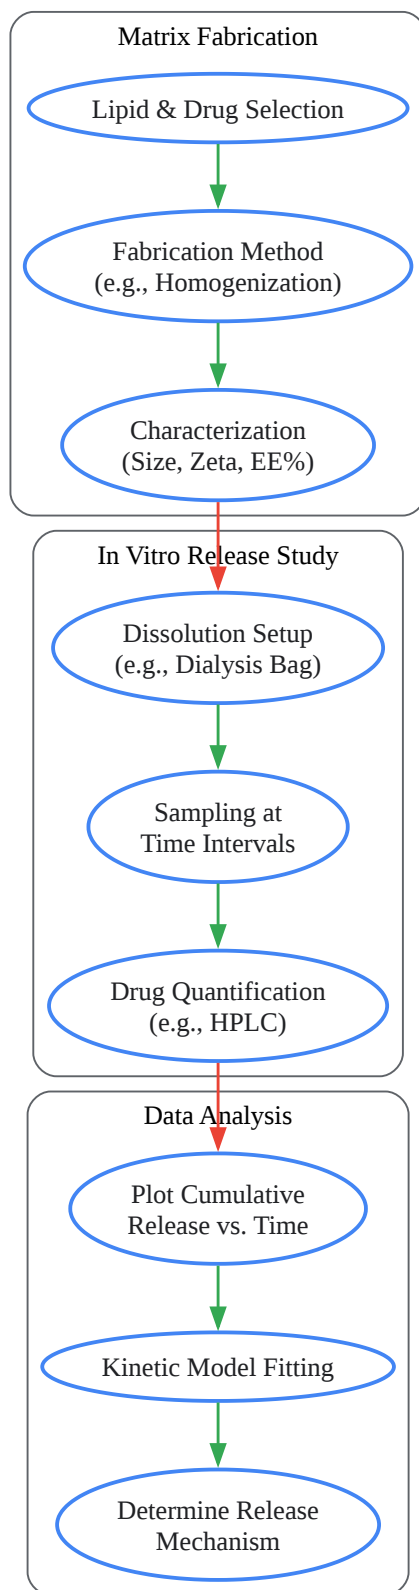 Matrix Fabrication
Lipid & Drug Selection
Fabrication Method
(e.g., Homogenization)
Characterization
(Size, Zeta, EE%)
In Vitro Release Study
Dissolution Setup
(e.g., Dialysis Bag)
Sampling at
Time Intervals
Drug Quantification
(e.g., HPLC)
Data Analysis
Plot Cumulative
Release vs. Time
Kinetic Model Fitting
Determine Release
Mechanism